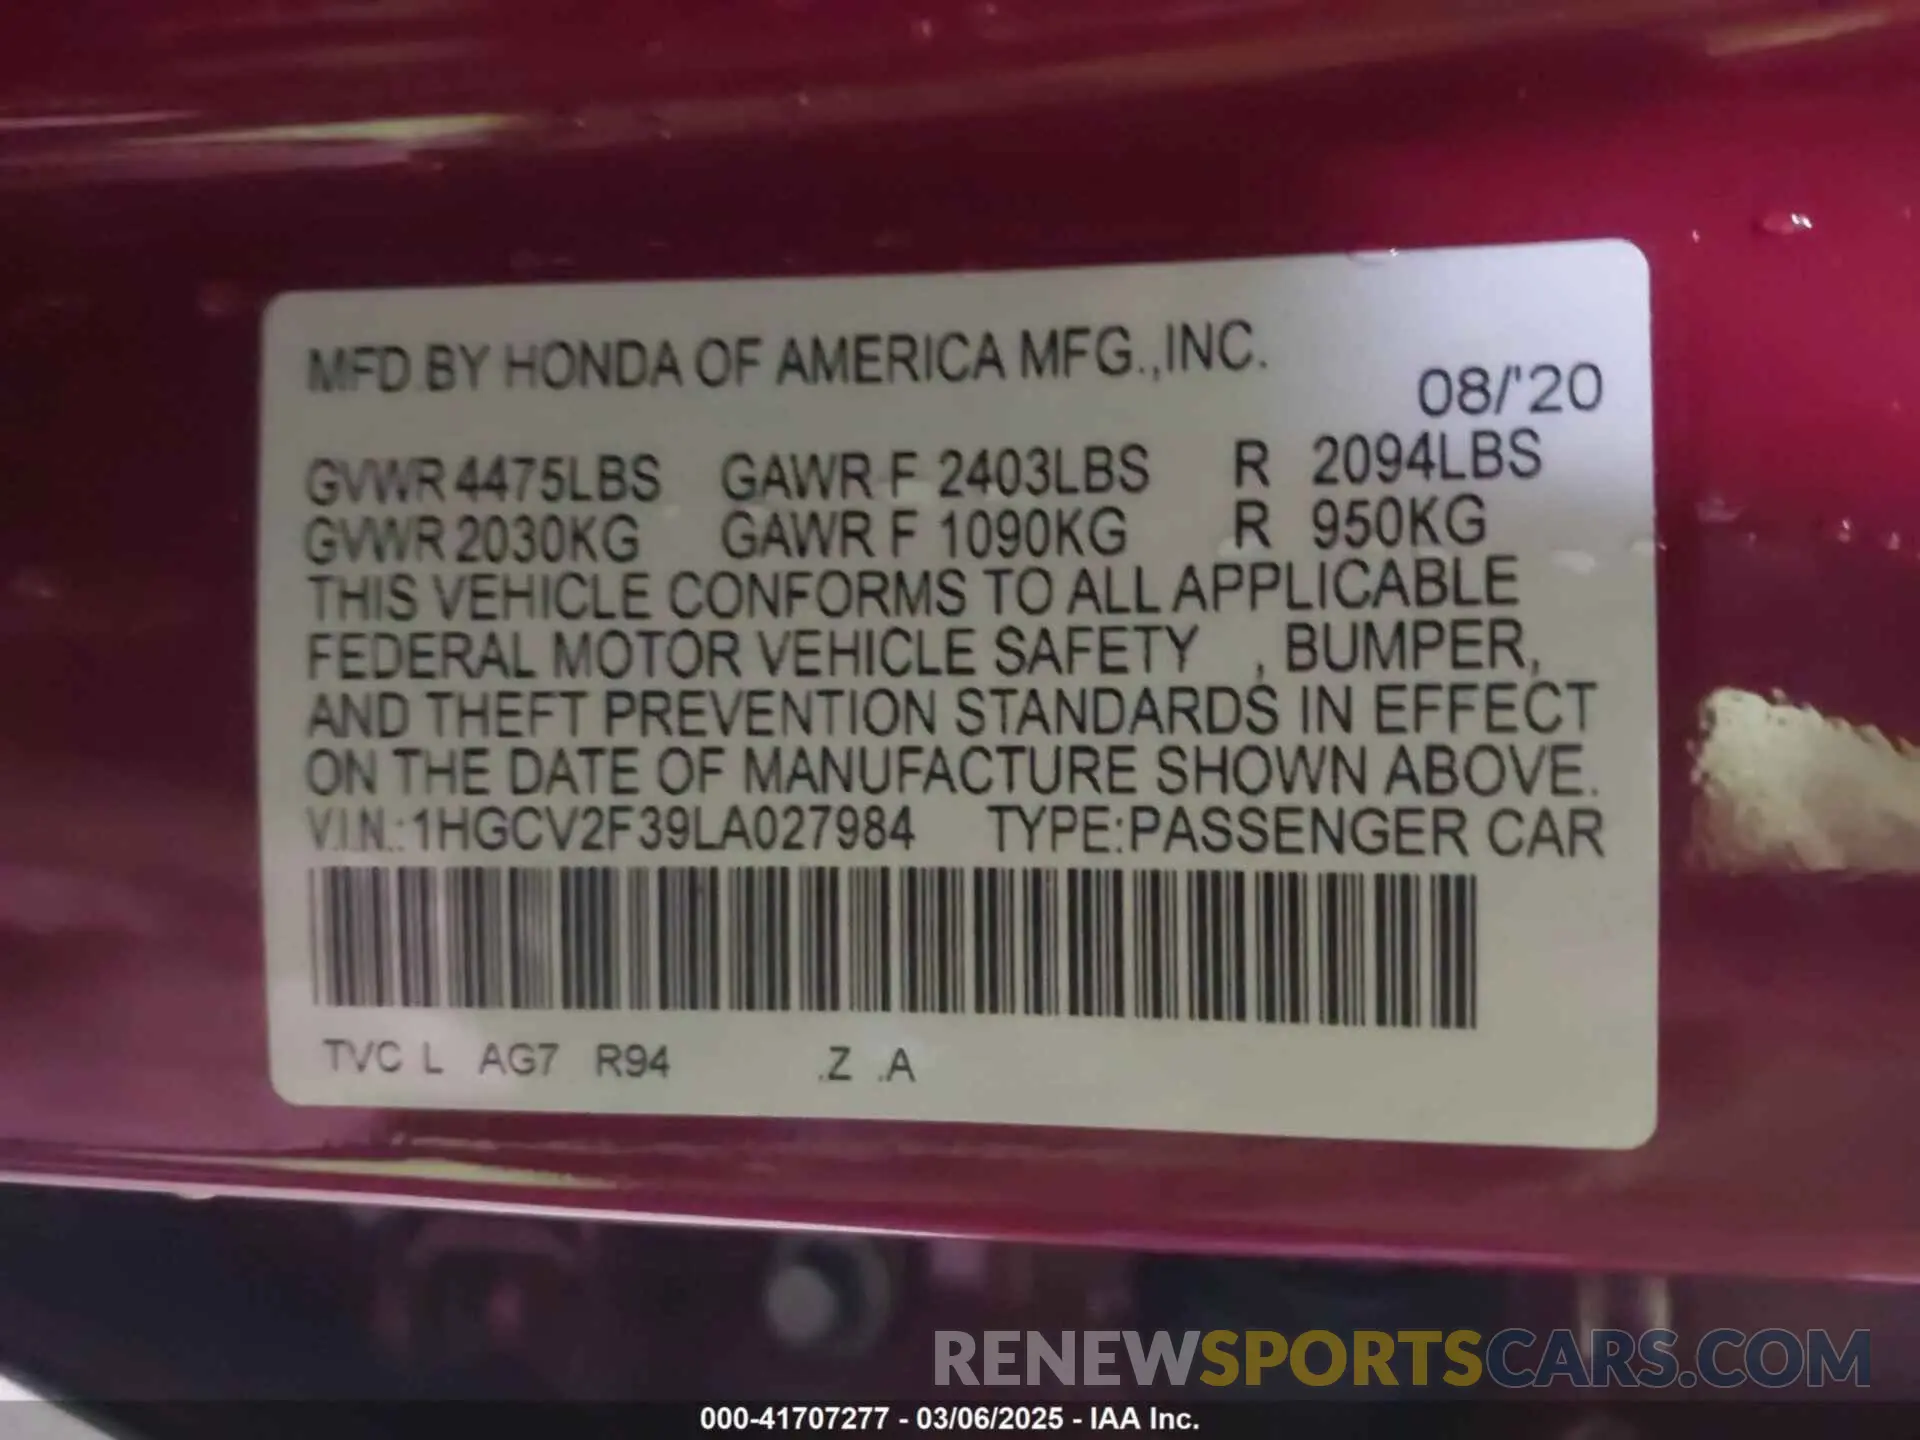 MFD.BY HONDA OF AMERICA MFG.,INC.
08/'20
GVWR 4475LBS GAWR F 2403LBS R 2094LBS
GVWR 2030KG GAWR F 1090KG R 950KG
THIS VEHICLE CONFORMS TO ALL APPLICABLE
FEDERAL MOTOR VEHICLE SAFETY , BUMPER,
AND THEFT PREVENTION STANDARDS IN EFFECT
ON THE DATE OF MANUFACTURE SHOWN ABOVE.
V.I.N.:1HGCV2F39LA027984 TYPE:PASSENGER CAR
TVC L AG7 R94 .Z .A
RENEWSPORTSCARS.COM
000-41707277 - 03/06/2025 - IAA Inc.